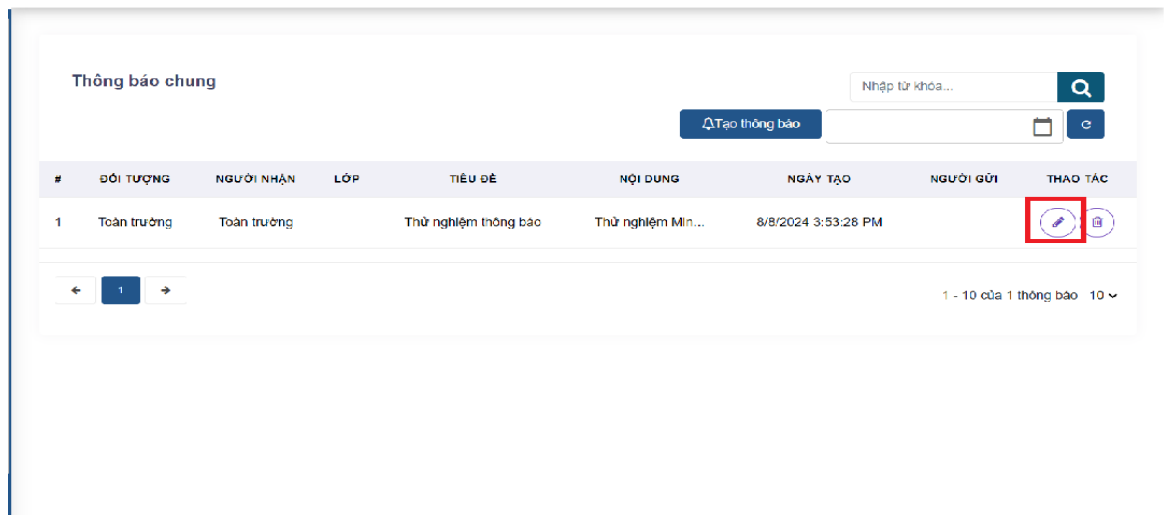 Thông báo chung
Nhập từ khóa...
Tạo thông báo
# ĐỐI TƯỢNG NGƯỜI NHẬN LỚP TIÊU ĐỀ NỘI DUNG NGÀY TẠO NGƯỜI GỬI THAO TÁC
1 Toàn trường Toàn trường Thử nghiệm thông báo Thử nghiệm Min... 8/8/2024 3:53:28 PM
1
1 - 10 của 1 thông báo 10